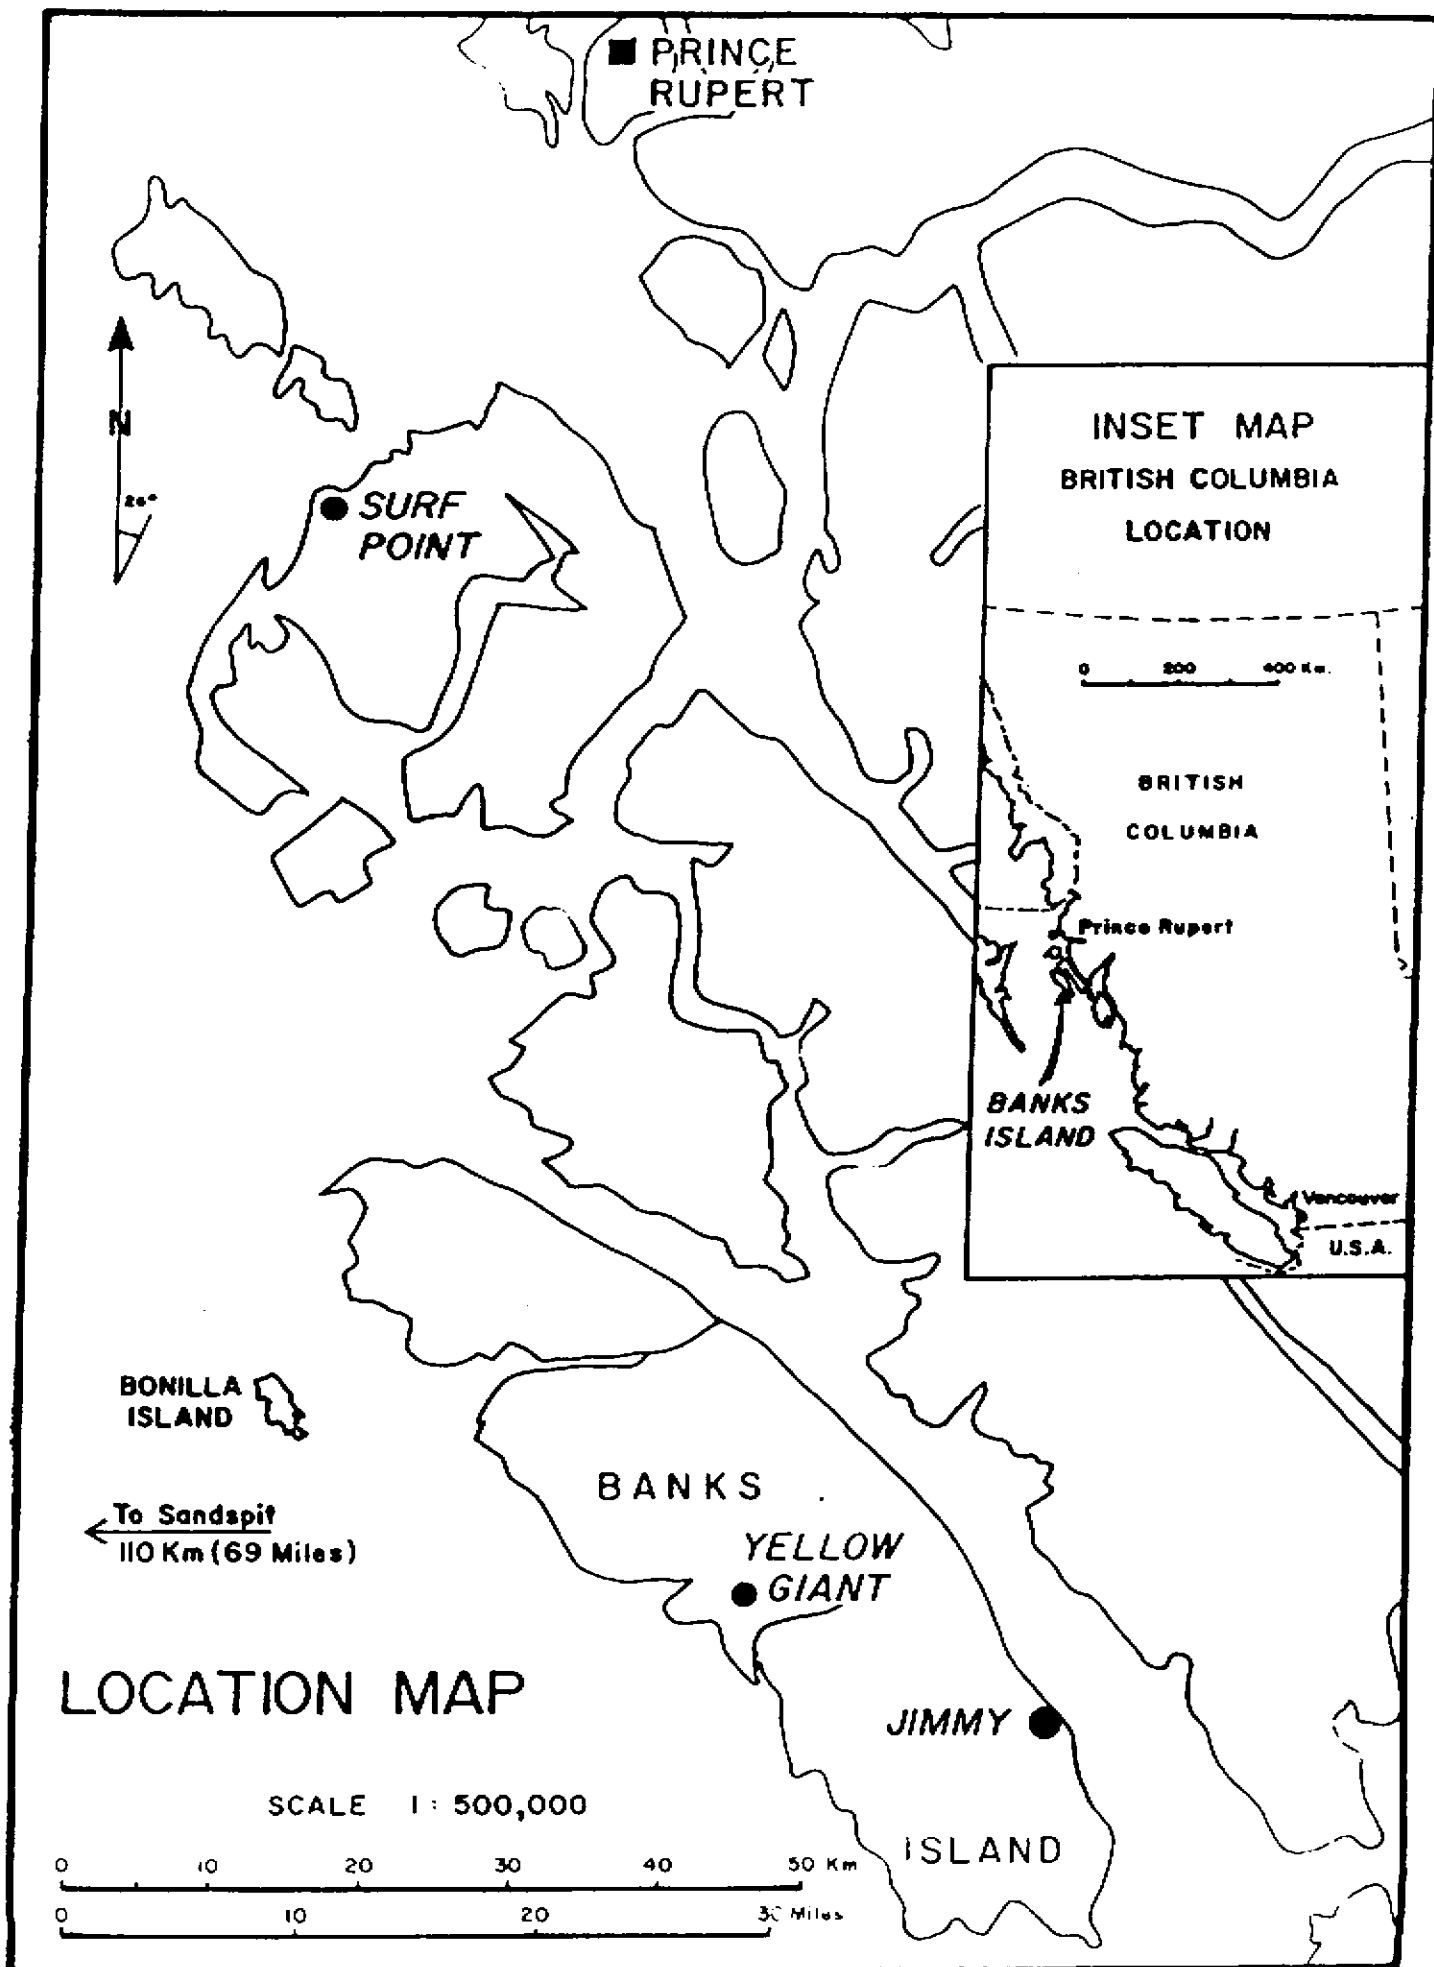 PRINCE
RUPERT
N
26°
SURF
POINT
INSET MAP
BRITISH COLUMBIA
LOCATION
0 200 400 Km.
BRITISH
COLUMBIA
Prince Rupert
BANKS
ISLAND
Vancouver
U.S.A.
BONILLA
ISLAND
BANKS
To Sandspit
110 Km (69 Miles)
YELLOW
GIANT
LOCATION MAP
JIMMY
SCALE 1 : 500,000
ISLAND
0 10 20 30 40 50 Km
0 10 20 30 Miles